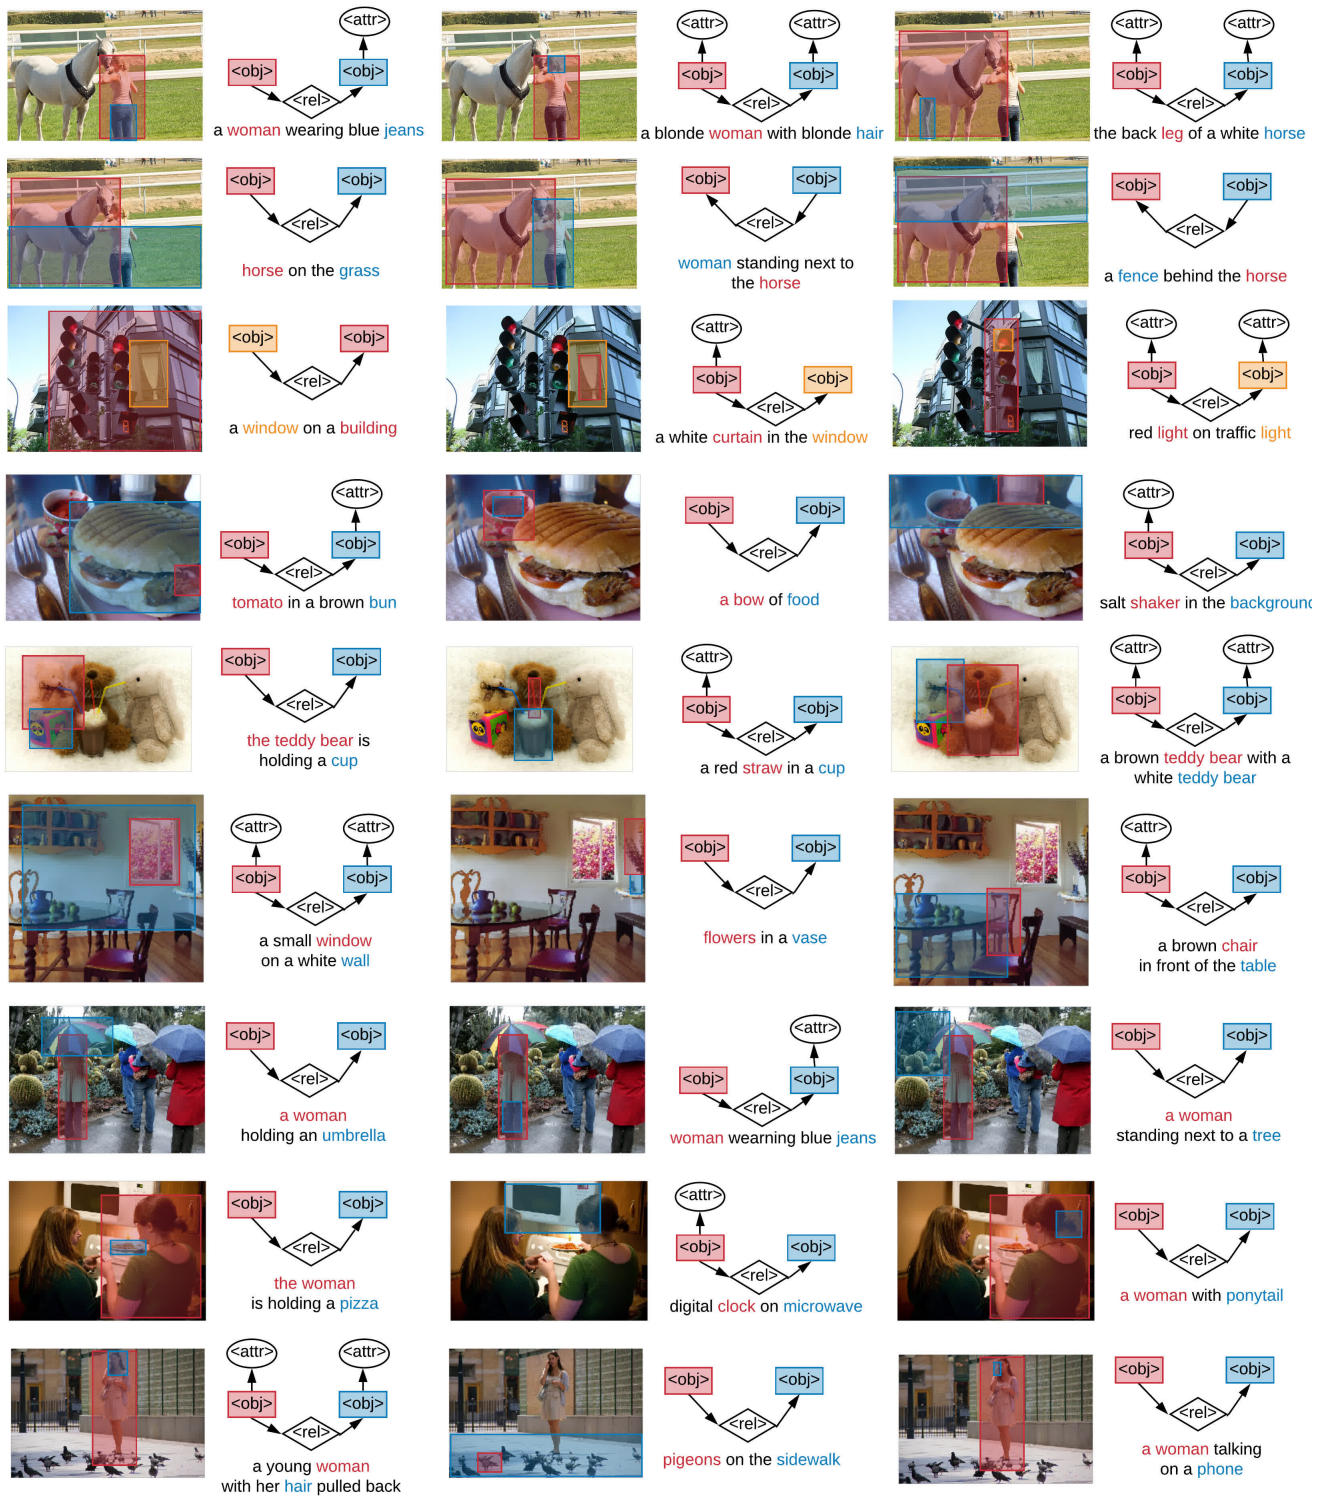 <attr>
<obj> <obj>
<rel>
a woman wearing blue jeans
<attr> <attr>
<obj> <obj>
<rel>
a blonde woman with blonde hair
<attr> <attr>
<obj> <obj>
<rel>
the back leg of a white horse
<obj> <obj>
<rel>
horse on the grass
<obj> <obj>
<rel>
woman standing next to
the horse
<obj> <obj>
<rel>
a fence behind the horse
<obj> <obj>
<rel>
a window on a building
<attr>
<obj> <obj>
<rel>
a white curtain in the window
<attr> <attr>
<obj> <obj>
<rel>
red light on traffic light
<attr>
<obj> <obj>
<rel>
tomato in a brown bun
<obj> <obj>
<rel>
a bow of food
<attr>
<obj> <obj>
<rel>
salt shaker in the background
<obj> <obj>
<rel>
the teddy bear is
holding a cup
<attr>
<obj> <obj>
<rel>
a red straw in a cup
<attr> <attr>
<obj> <obj>
<rel>
a brown teddy bear with a
white teddy bear
<attr> <attr>
<obj> <obj>
<rel>
a small window
on a white wall
<obj> <obj>
<rel>
flowers in a vase
<attr>
<obj> <obj>
<rel>
a brown chair
in front of the table
<obj> <obj>
<rel>
a woman
holding an umbrella
<attr>
<obj> <obj>
<rel>
woman wearning blue jeans
<obj> <obj>
<rel>
a woman
standing next to a tree
<obj> <obj>
<rel>
the woman
is holding a pizza
<attr>
<obj> <obj>
<rel>
digital clock on microwave
<obj> <obj>
<rel>
a woman with ponytail
<attr> <attr>
<obj> <obj>
<rel>
a young woman
with her hair pulled back
<obj> <obj>
<rel>
pigeons on the sidewalk
<obj> <obj>
<rel>
a woman talking
on a phone